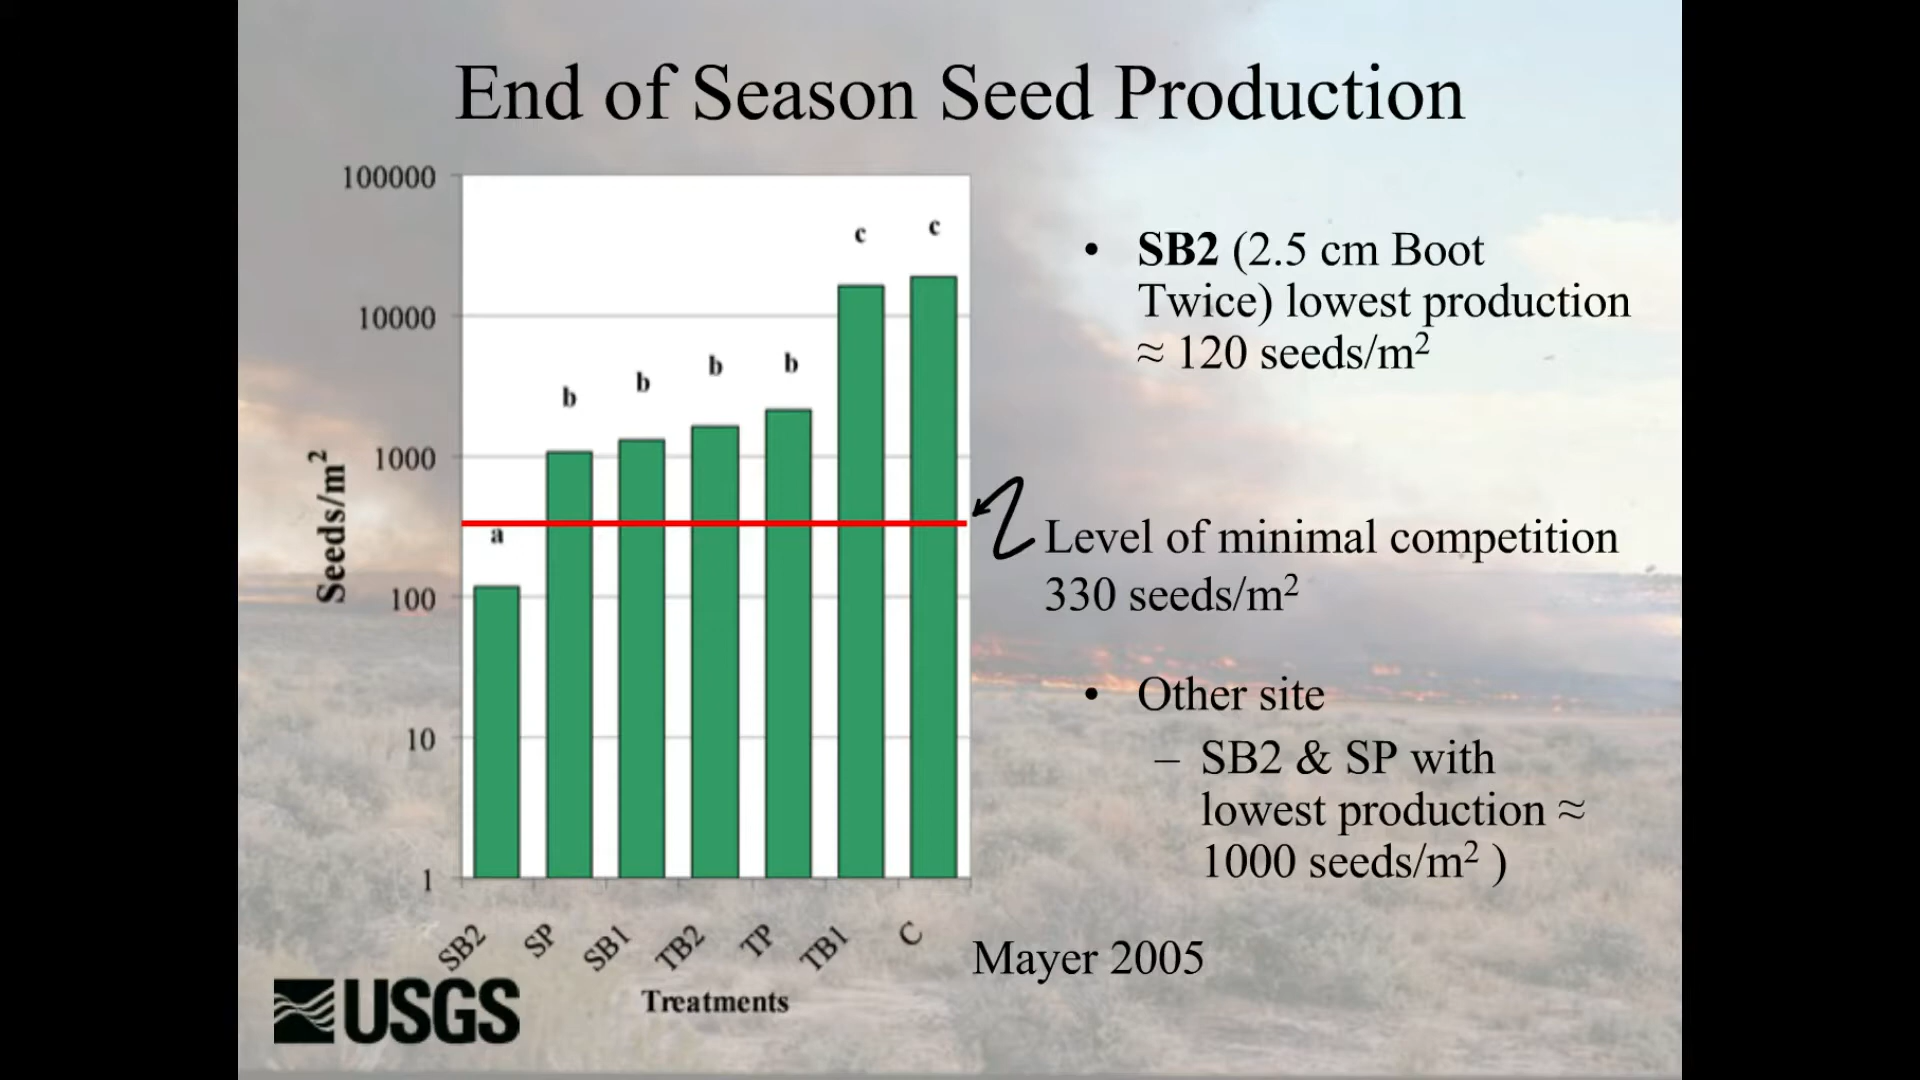 End of Season Seed Production
100000
10000
1000
100
10
1
Seeds/m²
a
b
b
b
b
c
c
SB2
SP
SB1
TB2
TP
TB1
C
Treatments
• SB2 (2.5 cm Boot
Twice) lowest production
≈ 120 seeds/m²
Level of minimal competition
330 seeds/m²
• Other site
– SB2 & SP with
lowest production ≈
1000 seeds/m² )
Mayer 2005
USGS